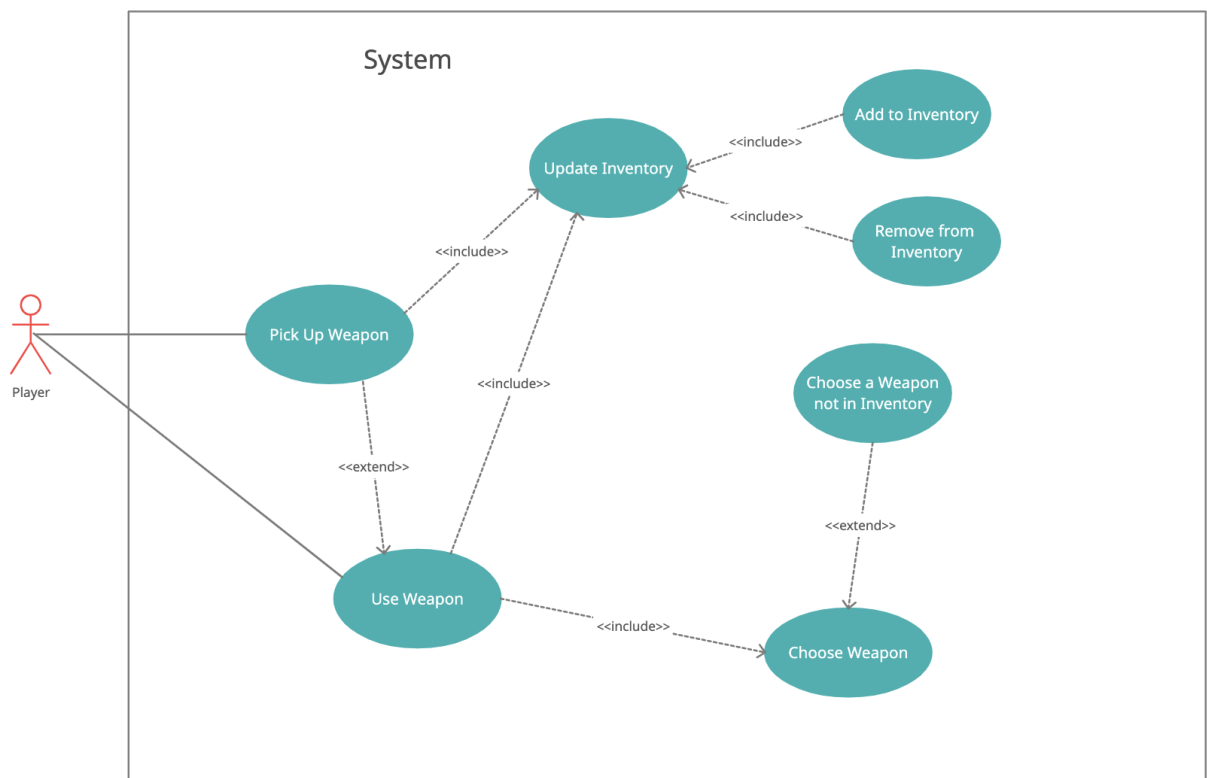 System
Add to Inventory
<<include>>
Update Inventory
<<include>>
Remove from
Inventory
<<include>>
Pick Up Weapon
Player
<<include>>
Choose a Weapon
not in Inventory
<<extend>>
<<extend>>
Use Weapon
<<include>>
Choose Weapon